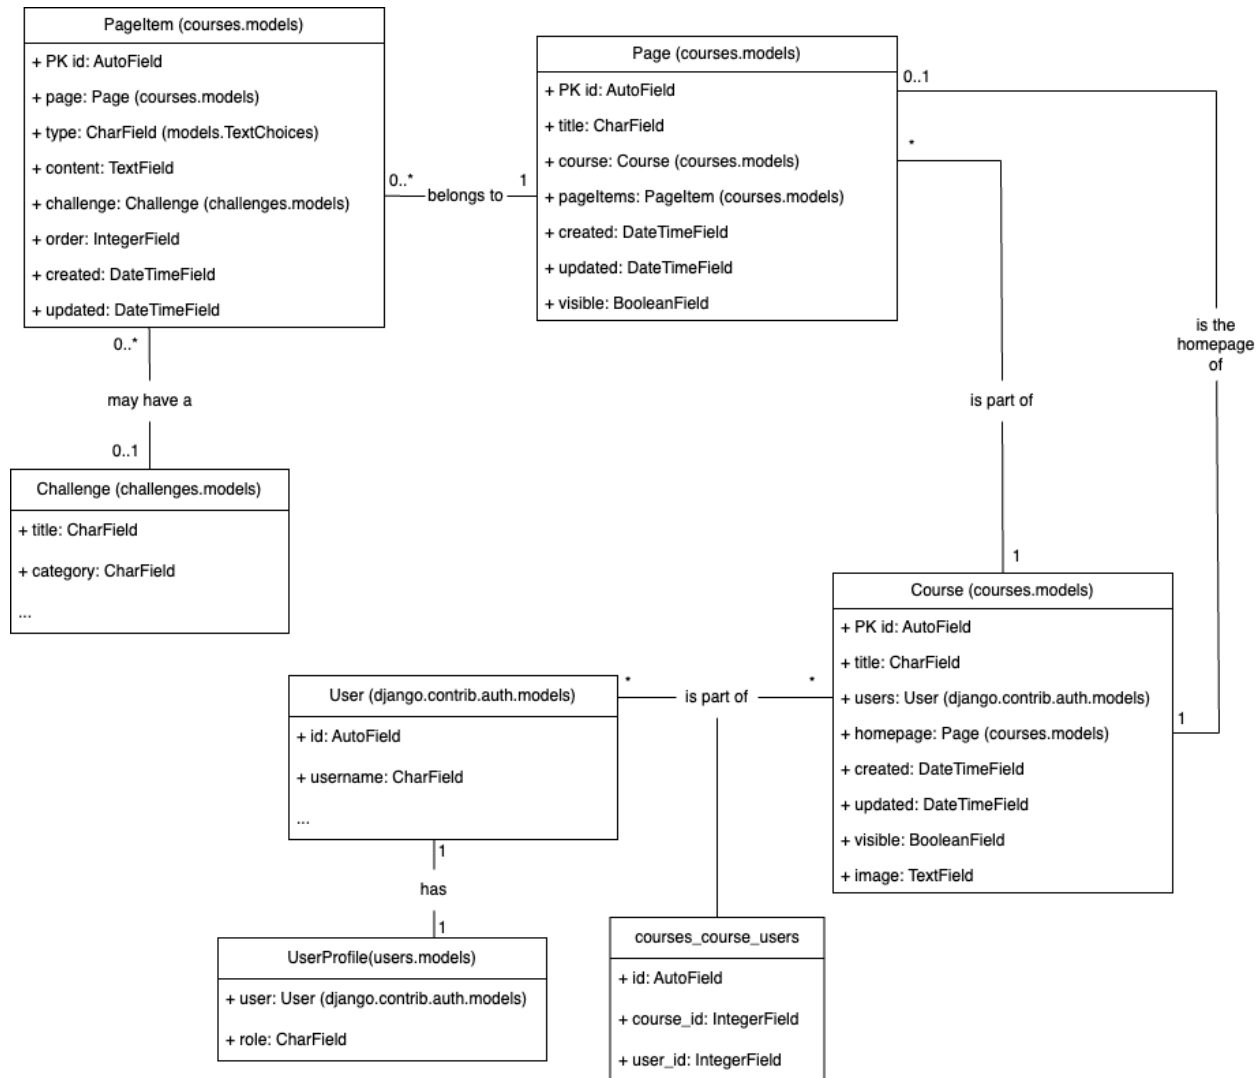 PageItem (courses.models)
+ PK id: AutoField
+ page: Page (courses.models)
+ type: CharField (models.TextChoices)
+ content: TextField
+ challenge: Challenge (challenges.models)
+ order: IntegerField
+ created: DateTimeField
+ updated: DateTimeField
0..*
belongs to
1
Page (courses.models)
+ PK id: AutoField
+ title: CharField
+ course: Course (courses.models)
+ pageItems: PageItem (courses.models)
+ created: DateTimeField
+ updated: DateTimeField
+ visible: BooleanField
0..1
*
is the
homepage
of
is part of
1
0..*
may have a
0..1
Challenge (challenges.models)
+ title: CharField
+ category: CharField
...
Course (courses.models)
+ PK id: AutoField
+ title: CharField
+ users: User (django.contrib.auth.models)
+ homepage: Page (courses.models)
+ created: DateTimeField
+ updated: DateTimeField
+ visible: BooleanField
+ image: TextField
1
User (django.contrib.auth.models)
+ id: AutoField
+ username: CharField
...
*
is part of
*
1
has
1
UserProfile(users.models)
+ user: User (django.contrib.auth.models)
+ role: CharField
courses_course_users
+ id: AutoField
+ course_id: IntegerField
+ user_id: IntegerField